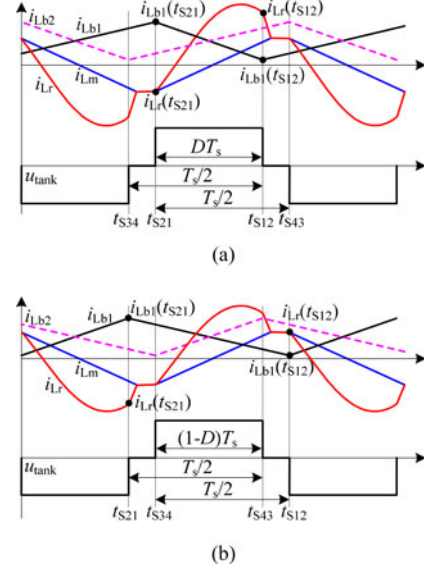 iLb2 iLb1 iLb1(tS21) iLr(tS12)
iLr iLm iLr(tS21) iLb1(tS12)
DTs
utank
Ts/2
Ts/2
tS34 tS21 tS12 tS43
(a)
iLb2 iLb1 iLb1(tS21) iLr(tS12)
iLm
iLr iLr(tS21) iLb1(tS12)
(1-D)Ts
utank
Ts/2
Ts/2
tS21 tS34 tS43 tS12
(b)